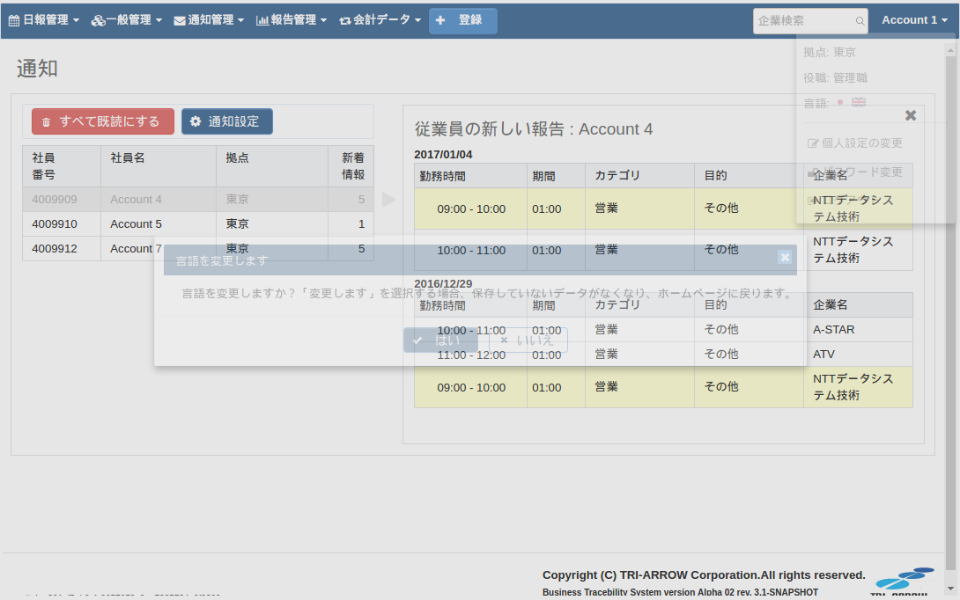 日報管理 一般管理 通知管理 報告管理 会計データ 登録 企業検索 Account 1
拠点: 東京
役職: 管理職
言語:
個人設定の変更
パスワード変更
通知
すべて既読にする 通知設定
社員番号 社員名 拠点 新着情報
4009909 Account 4 東京 5
4009910 Account 5 東京 1
4009912 Account 7 東京 5
従業員の新しい報告 : Account 4
2017/01/04
勤務時間 期間 カテゴリ 目的 企業名
09:00 - 10:00 01:00 営業 その他 NTTデータシステム技術
10:00 - 11:00 01:00 営業 その他 NTTデータシステム技術
2016/12/29
勤務時間 期間 カテゴリ 目的 企業名
10:00 - 11:00 01:00 営業 その他 A-STAR
11:00 - 12:00 01:00 営業 その他 ATV
09:00 - 10:00 01:00 営業 その他 NTTデータシステム技術
言語を変更します
言語を変更しますか？「変更します」を選択する場合、保存していないデータがなくなり、ホームページに戻ります。
はい いいえ
Copyright (C) TRI-ARROW Corporation.All rights reserved.
Business Tracebility System version Alpha 02 rev. 3.1-SNAPSHOT
TRI-ARROW